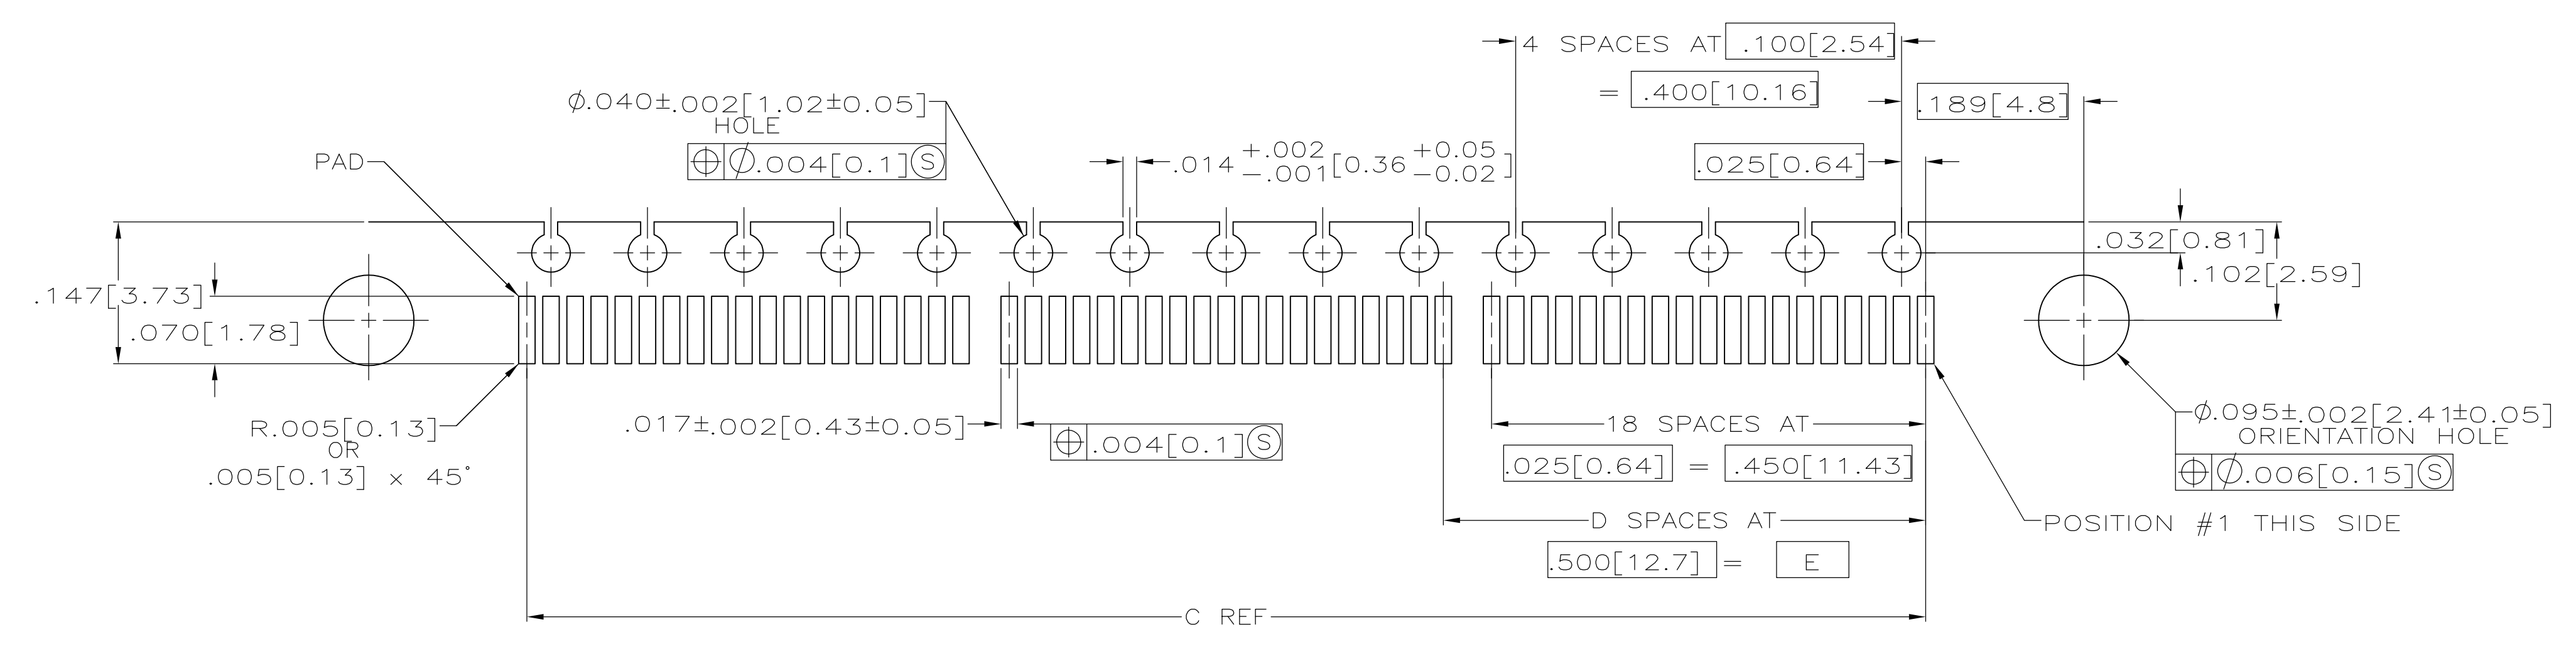 4 SPACES AT .100[2.54]
= .400[10.16]
.189[4.8]
⌀.040±.002[1.02±0.05]
HOLE
⌖ ⌀.004[0.1]Ⓢ
PAD
.014 +.002 -.001 [0.36 +0.05 -0.02]
.025[0.64]
.032[0.81]
.102[2.59]
.147[3.73]
.070[1.78]
R.005[0.13]
OR
.005[0.13] × 45°
.017±.002[0.43±0.05]
⌖ .004[0.1]Ⓢ
18 SPACES AT
.025[0.64] = .450[11.43]
⌀.095±.002[2.41±0.05]
ORIENTATION HOLE
⌖ ⌀.006[0.15]Ⓢ
D SPACES AT
.500[12.7] = E
POSITION #1 THIS SIDE
C REF